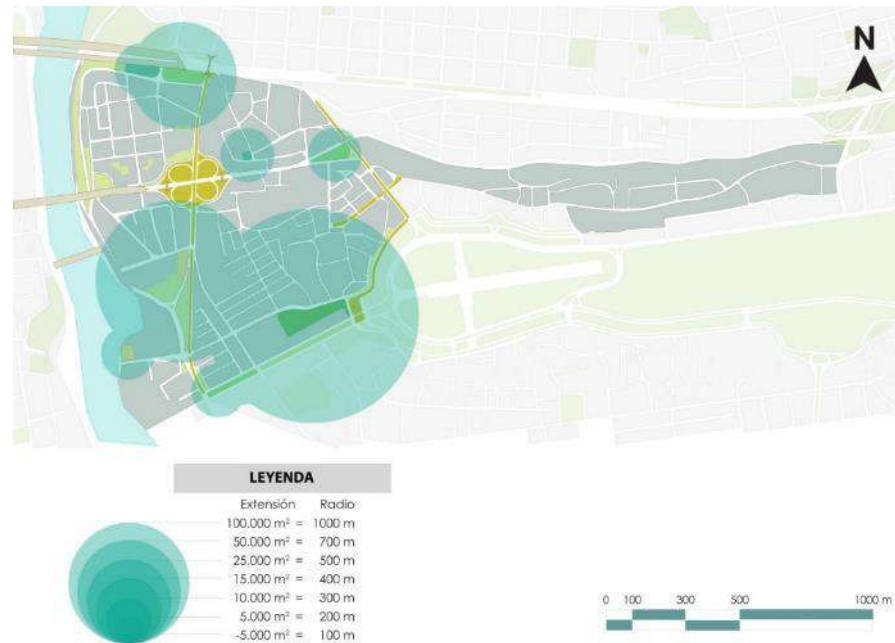 N
LEYENDA
Extensión Radio
100.000 m² = 1000 m
50.000 m² = 700 m
25.000 m² = 500 m
15.000 m² = 400 m
10.000 m² = 300 m
5.000 m² = 200 m
-5.000 m² = 100 m
0 100 300 500 1000 m